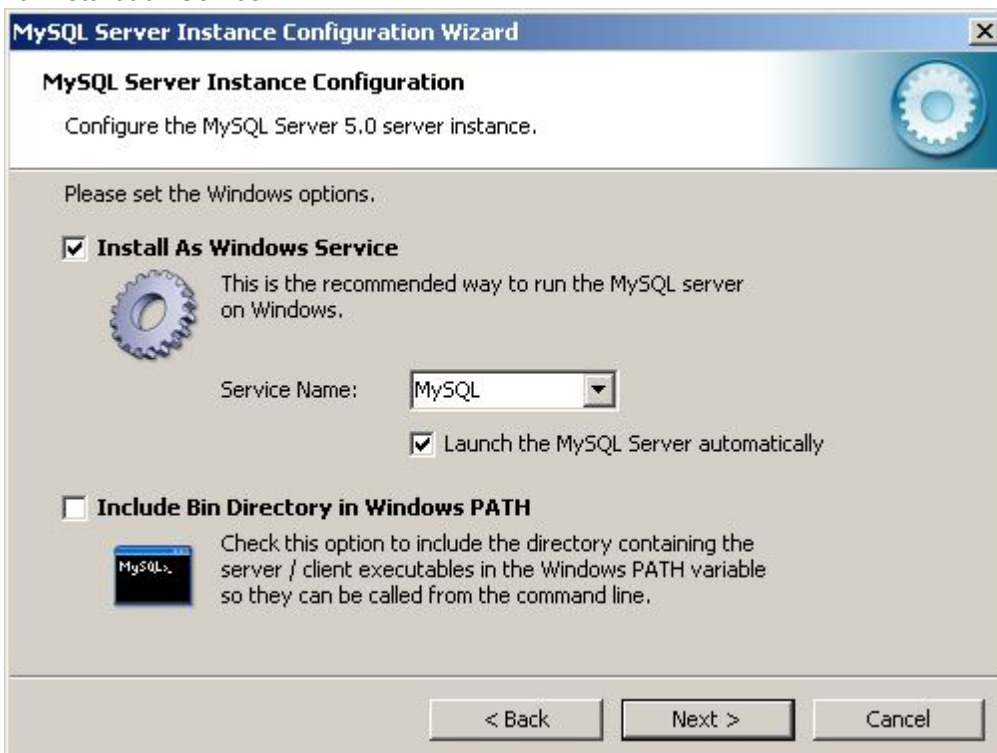 MySQL Server Instance Configuration Wizard
MySQL Server Instance Configuration
Configure the MySQL Server 5.0 server instance.
Please set the Windows options.
Install As Windows Service
This is the recommended way to run the MySQL server
on Windows.
Service Name: MySQL
Launch the MySQL Server automatically
Include Bin Directory in Windows PATH
Check this option to include the directory containing the
server / client executables in the Windows PATH variable
so they can be called from the command line.
MySQL>_
< Back Next > Cancel